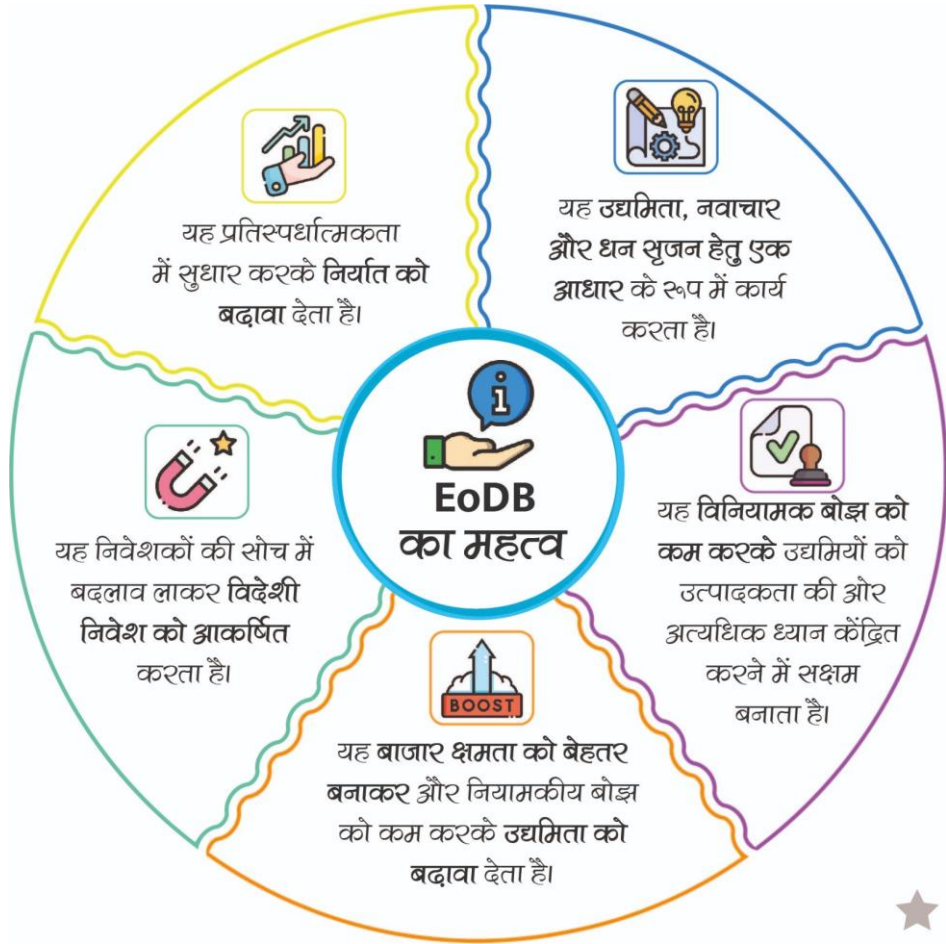 यह प्रतिस्पर्धात्मकता
में सुधार करके निर्यात को
बढ़ावा देता है।
यह उद्यमिता, नवाचार
और धन सृजन हेतु एक
आधार के रूप में कार्य
करता है।
EoDB
का महत्व
यह निवेशकों की सोच में
बदलाव लाकर विदेशी
निवेश को आकर्षित
करता है।
यह विनियामक बोझ को
कम करके उद्यमियों को
उत्पादकता की ओर
अत्यधिक ध्यान केंद्रित
करने में सक्षम
बनाता है।
BOOST
यह बाजार क्षमता को बेहतर
बनाकर और नियामकीय बोझ
को कम करके उद्यमिता को
बढ़ावा देता है।